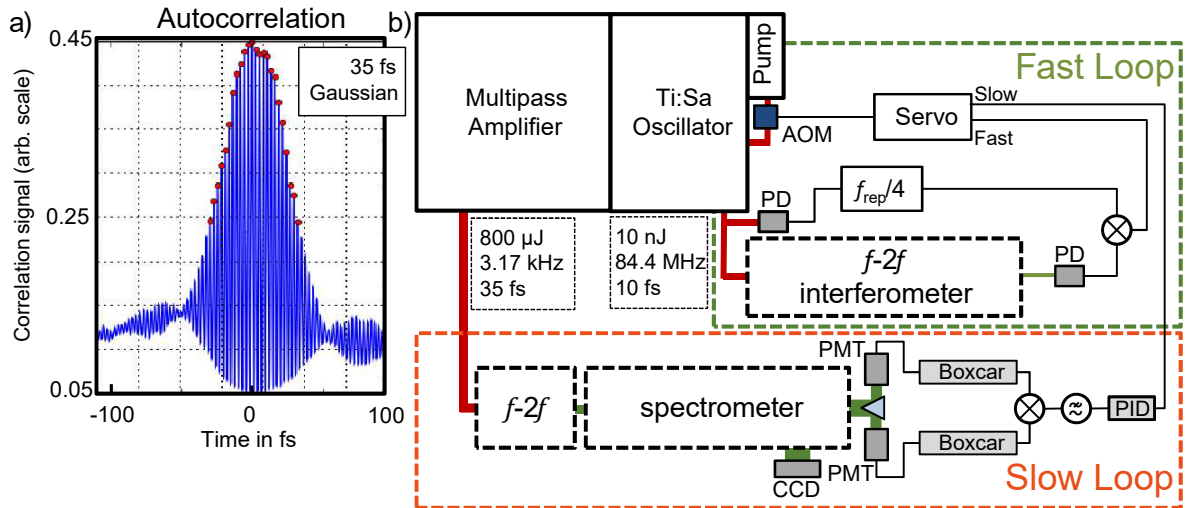 a)
Autocorrelation
Correlation signal (arb. scale)
0.45
0.25
0.05
-100
0
100
Time in fs
35 fs
Gaussian
b)
Multipass
Amplifier
Ti:Sa
Oscillator
Pump
AOM
Servo
Slow
Fast
Fast Loop
PD
f_rep/4
800 µJ
3.17 kHz
35 fs
10 nJ
84.4 MHz
10 fs
f-2f
interferometer
PD
f-2f
spectrometer
PMT
PMT
CCD
Boxcar
Boxcar
≈
PID
Slow Loop